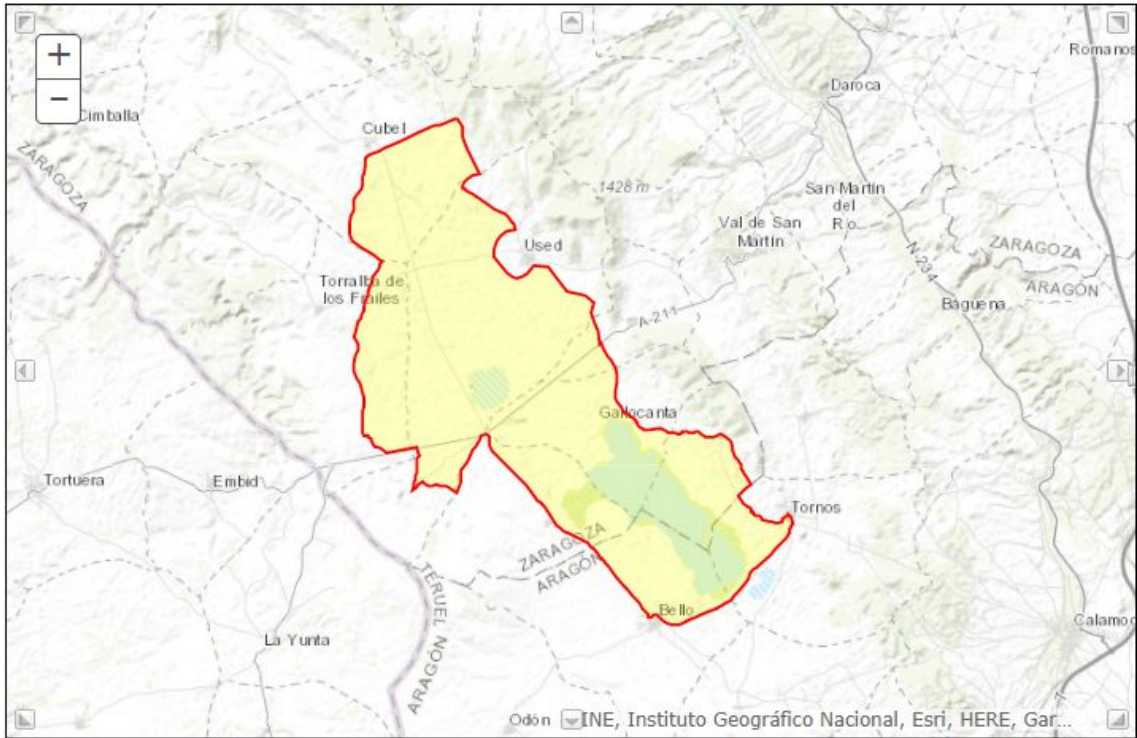 +
−
Cimballa
ZARAGOZA
Cubel
Daroca
Romanos
1428 m
San Martín
del
Río
Val de San
Martín
Used
N-234
ZARAGOZA
ARAGÓN
Torralba de
los Frailes
Báguena
A-211
Gallocanta
Tortuera
Embid
Tornos
ZARAGOZA
ARAGÓN
TERUEL
ARAGÓN
Bello
La Yunta
Calamoc
Odón
INE, Instituto Geográfico Nacional, Esri, HERE, Gar...